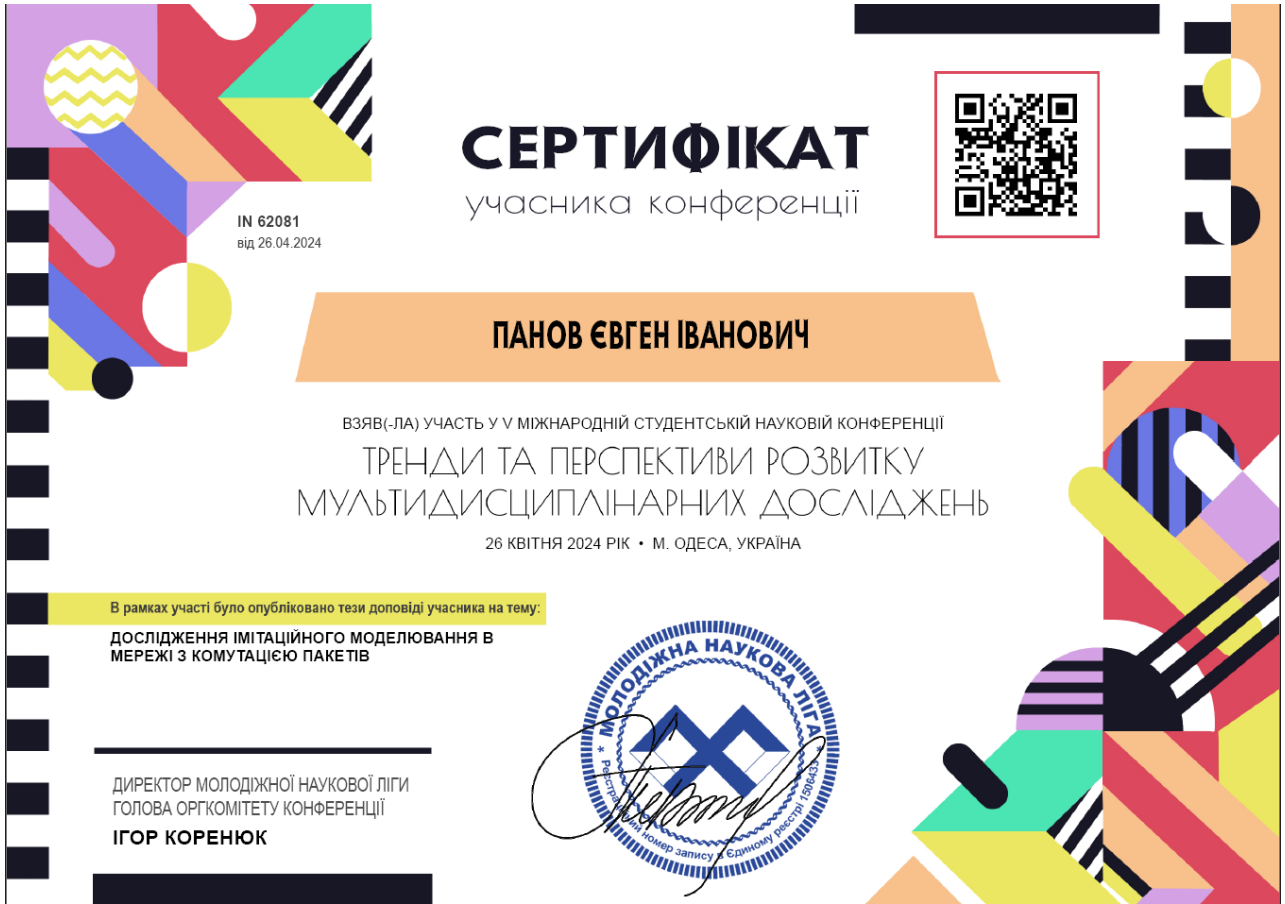 СЕРТИФІКАТ
учасника конференції
IN 62081
від 26.04.2024
ПАНОВ ЄВГЕН ІВАНОВИЧ
ВЗЯВ(-ЛА) УЧАСТЬ У V МІЖНАРОДНІЙ СТУДЕНТСЬКІЙ НАУКОВІЙ КОНФЕРЕНЦІЇ
ТРЕНДИ ТА ПЕРСПЕКТИВИ РОЗВИТКУ
МУЛЬТИДИСЦИПЛІНАРНИХ ДОСЛІДЖЕНЬ
26 КВІТНЯ 2024 РІК • М. ОДЕСА, УКРАЇНА
В рамках участі було опубліковано тези доповіді учасника на тему:
ДОСЛІДЖЕННЯ ІМІТАЦІЙНОГО МОДЕЛЮВАННЯ В
МЕРЕЖІ З КОМУТАЦІЄЮ ПАКЕТІВ
ДИРЕКТОР МОЛОДІЖНОЇ НАУКОВОЇ ЛІГИ
ГОЛОВА ОРГКОМІТЕТУ КОНФЕРЕНЦІЇ
ІГОР КОРЕНЮК
* МОЛОДІЖНА НАУКОВА ЛІГА *
Реєстраційний номер запису в Єдиному реєстрі 1506433